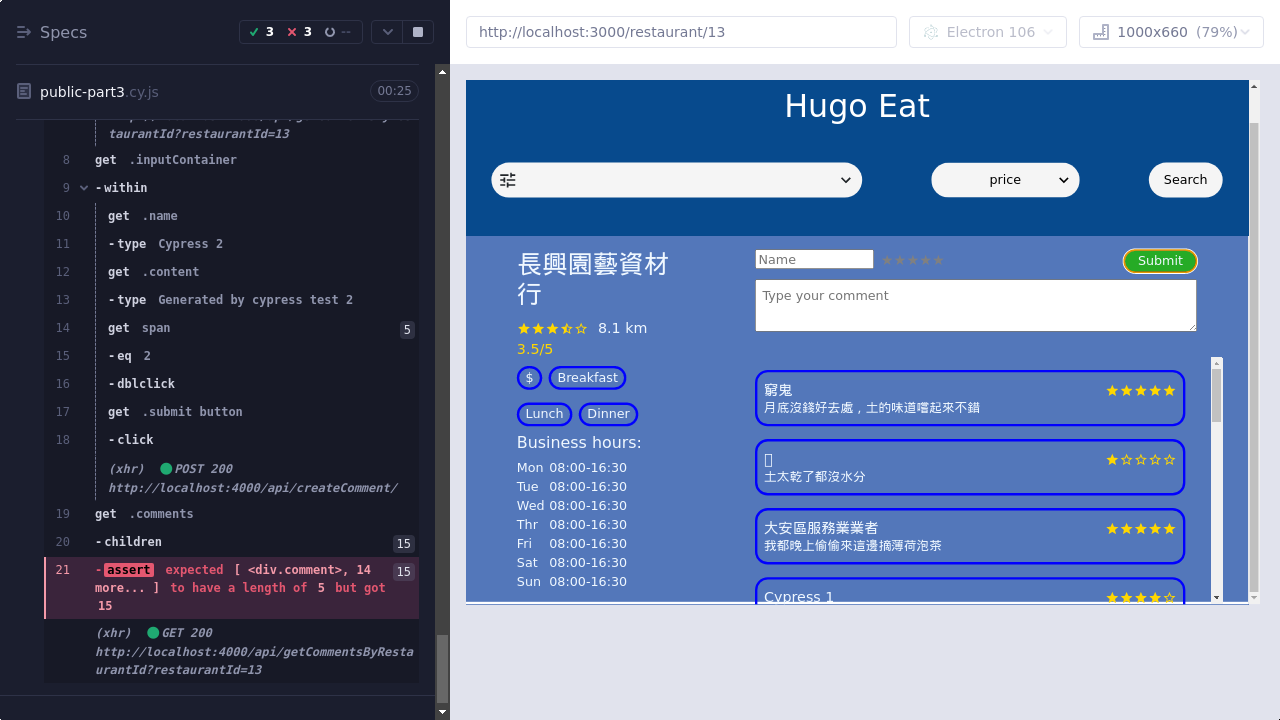 Specs
3
3
--
http://localhost:3000/restaurant/13
Electron 106
1000x660 (79%)
public-part3.cy.js
00:25
taurantId?restaurantId=13
8 get .inputContainer
9 -within
10 get .name
11 -type Cypress 2
12 get .content
13 -type Generated by cypress test 2
14 get span 5
15 -eq 2
16 -dblclick
17 get .submit button
18 -click
(xhr) POST 200
http://localhost:4000/api/createComment/
19 get .comments
20 -children 15
21 -assert expected [ <div.comment>, 14 15
more... ] to have a length of 5 but got
15
(xhr) GET 200
http://localhost:4000/api/getCommentsByResta
urantId?restaurantId=13
Hugo Eat
price
Search
長興園藝資材
行
8.1 km
3.5/5
$ Breakfast
Lunch Dinner
Business hours:
Mon 08:00-16:30
Tue 08:00-16:30
Wed 08:00-16:30
Thr 08:00-16:30
Fri 08:00-16:30
Sat 08:00-16:30
Sun 08:00-16:30
Name
Submit
Type your comment
窮鬼
月底沒錢好去處，土的味道嚐起來不錯
土太乾了都沒水分
大安區服務業業者
我都晚上偷偷來這邊摘薄荷泡茶
Cypress 1